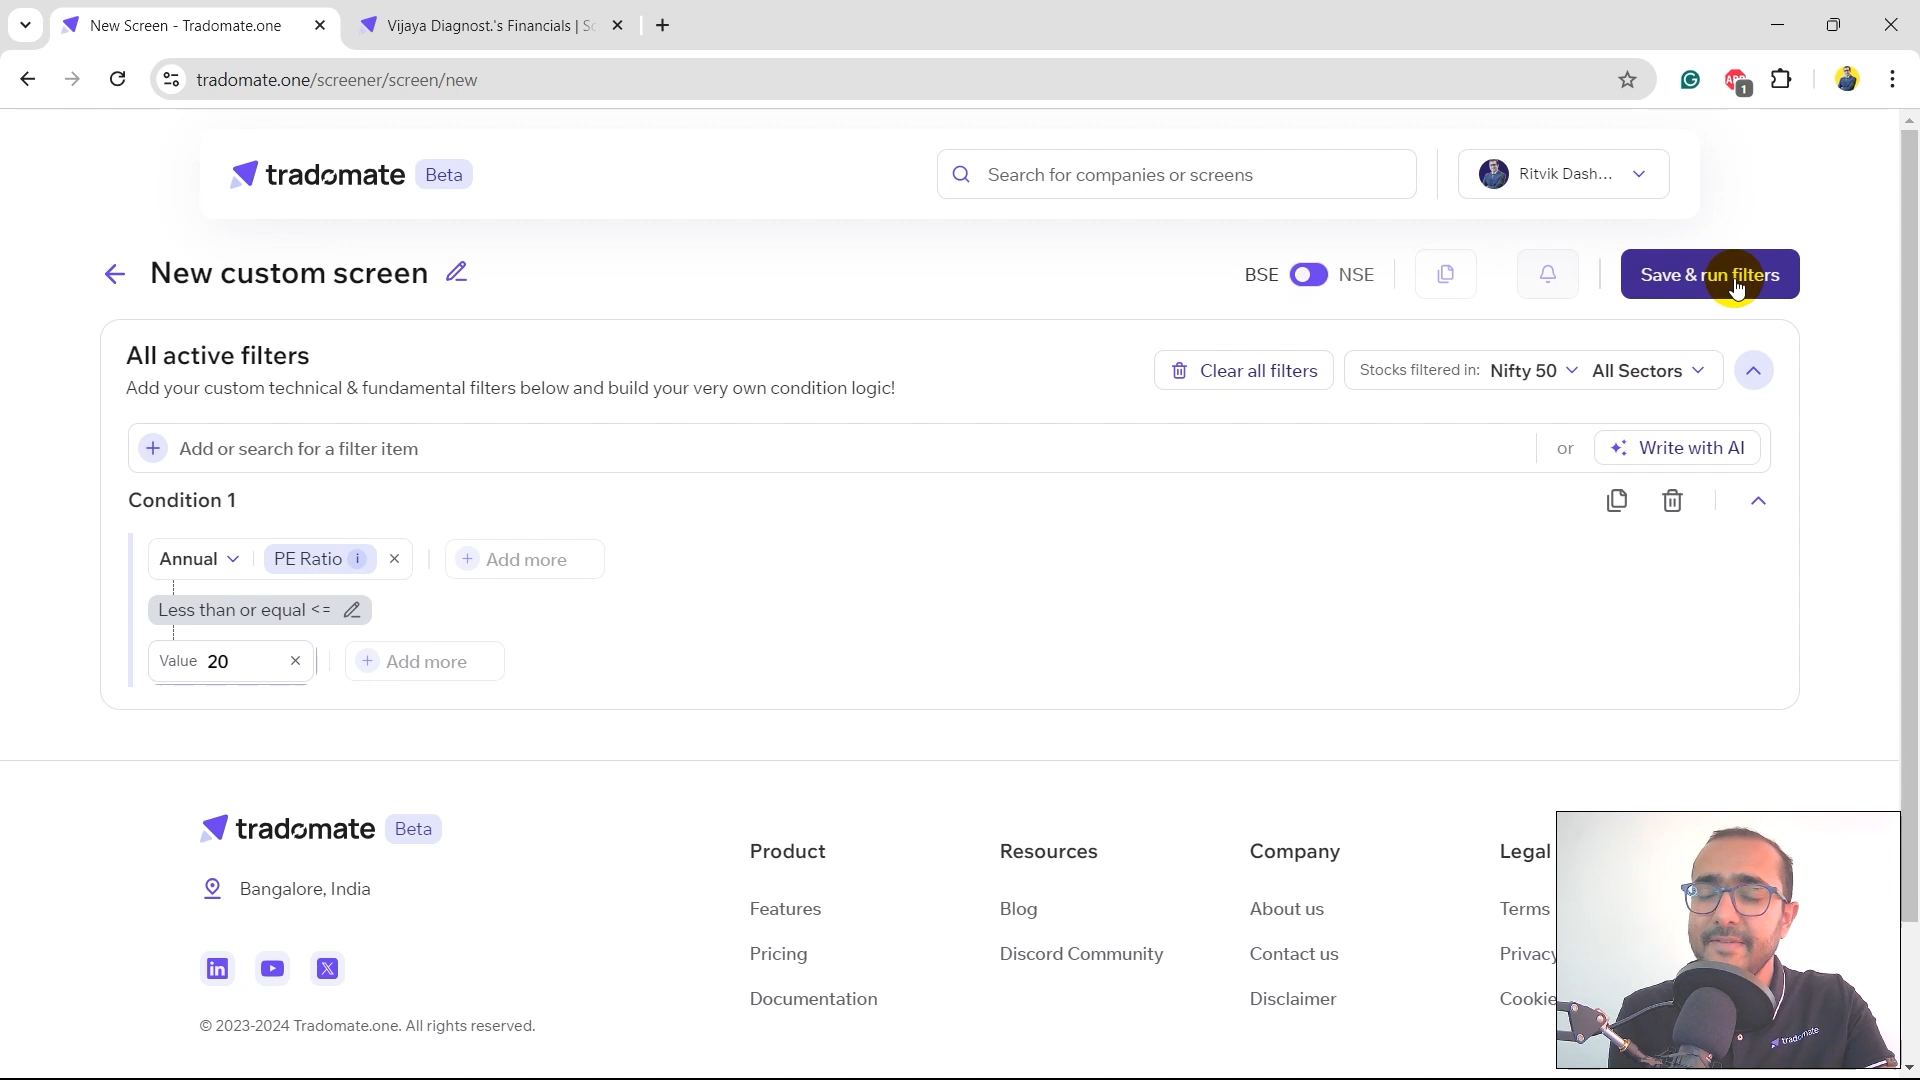 New Screen - Tradomate.one
Vijaya Diagnost.'s Financials | Sc
tradomate.one/screener/screen/new
ABP
1
tradomate Beta
Search for companies or screens
Ritvik Dash...
New custom screen
BSE NSE
Save & run filters
All active filters
Add your custom technical & fundamental filters below and build your very own condition logic!
Clear all filters
Stocks filtered in: Nifty 50 All Sectors
Add or search for a filter item
or
Write with AI
Condition 1
Annual PE Ratio i
Add more
Less than or equal <=
Value 20
Add more
tradomate Beta
Bangalore, India
© 2023-2024 Tradomate.one. All rights reserved.
Product
Features
Pricing
Documentation
Resources
Blog
Discord Community
Company
About us
Contact us
Disclaimer
Legal
Terms
Privacy
Cookie
tradomate